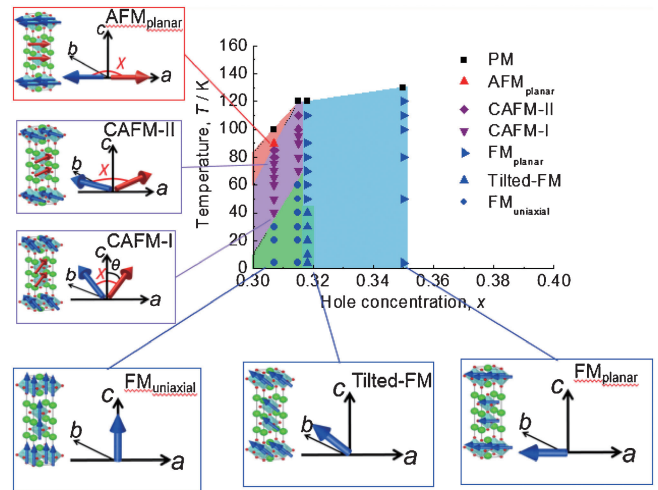 AFMplanar
c
b
X
a
CAFM-II
c
b
X
a
CAFM-I
c
θ
X
b
a
Temperature, T / K
160
140
120
100
80
60
40
20
0
0.30 0.32 0.34 0.36 0.38 0.40
Hole concentration, x
PM
AFMplanar
CAFM-II
CAFM-I
FMplanar
Tilted-FM
FMuniaxial
FMuniaxial
c
b
a
Tilted-FM
c
b
a
FMplanar
c
b
a